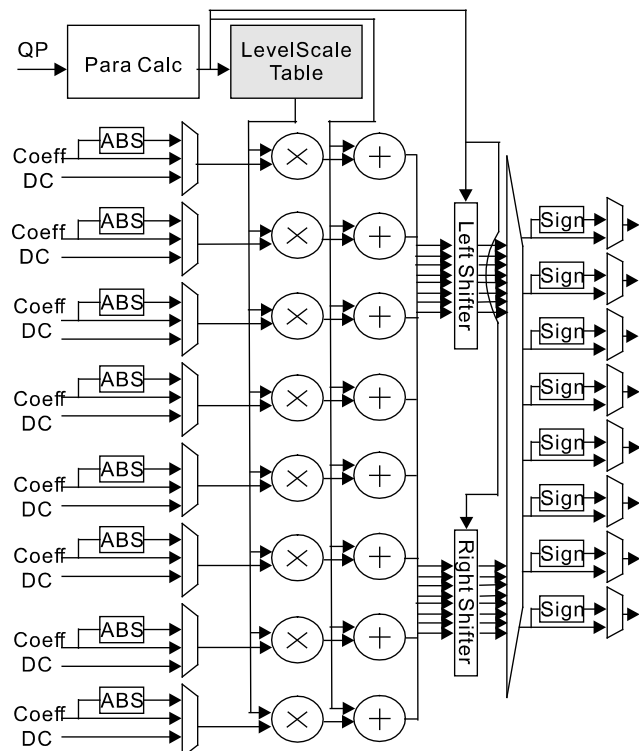 QP
Para Calc
LevelScale
Table
ABS
Coeff
DC
ABS
Coeff
DC
ABS
Coeff
DC
ABS
Coeff
DC
ABS
Coeff
DC
ABS
Coeff
DC
ABS
Coeff
DC
ABS
Coeff
DC
Left Shifter
Right Shifter
Sign
Sign
Sign
Sign
Sign
Sign
Sign
Sign